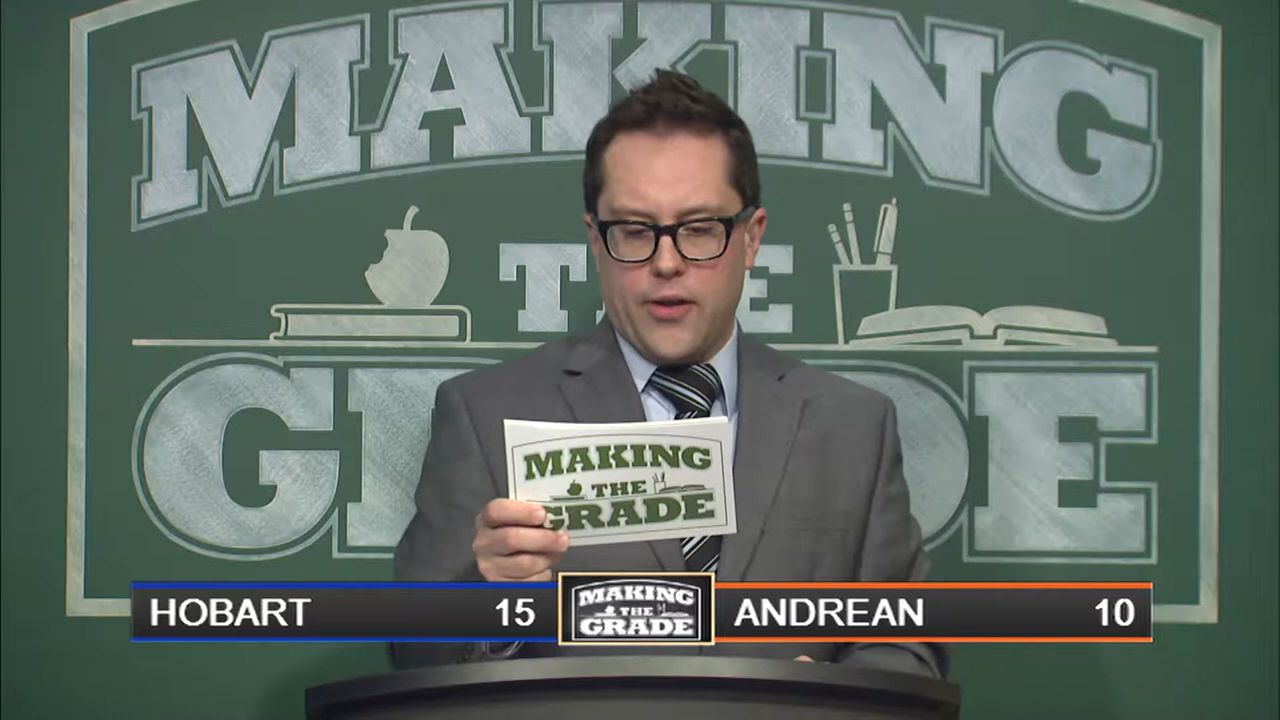 MAKING
THE
GRADE
MAKING
THE
GRADE
HOBART 15
MAKING
THE
GRADE
ANDREAN 10